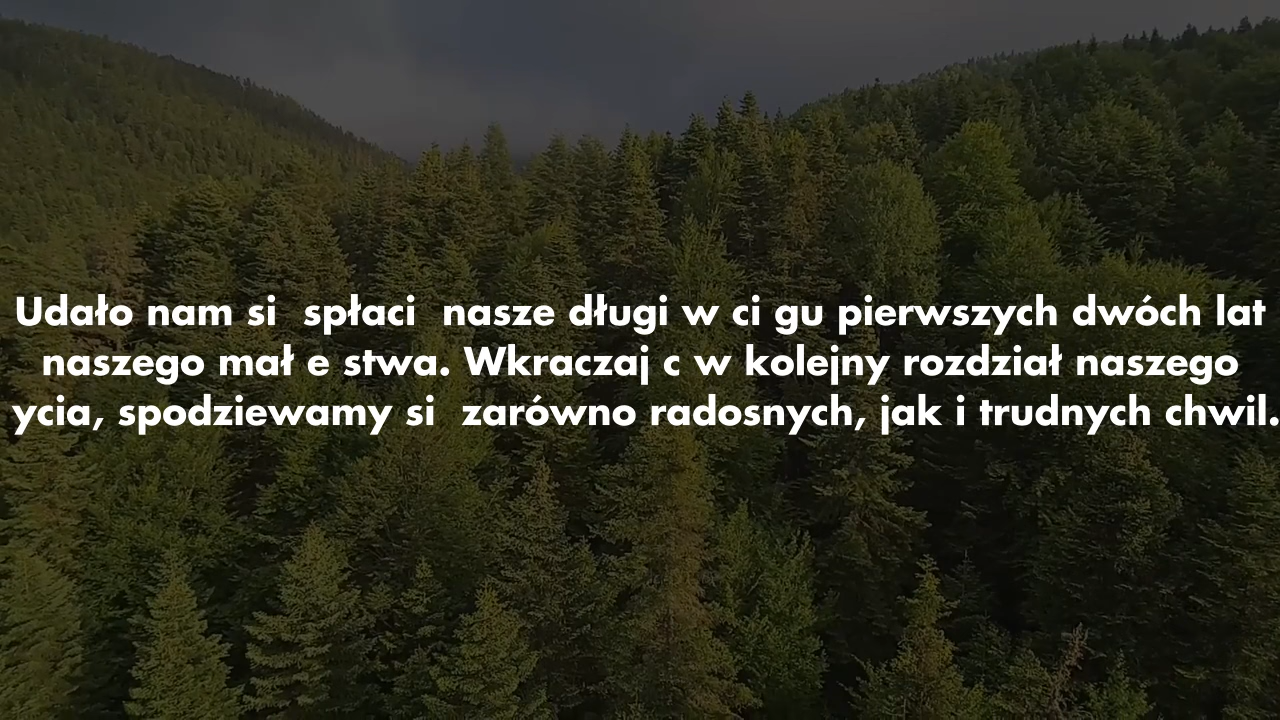 Udało nam si  spłaci  nasze długi w ci gu pierwszych dwóch lat
naszego mał e stwa. Wkraczaj c w kolejny rozdział naszego
ycia, spodziewamy si  zarówno radosnych, jak i trudnych chwil.